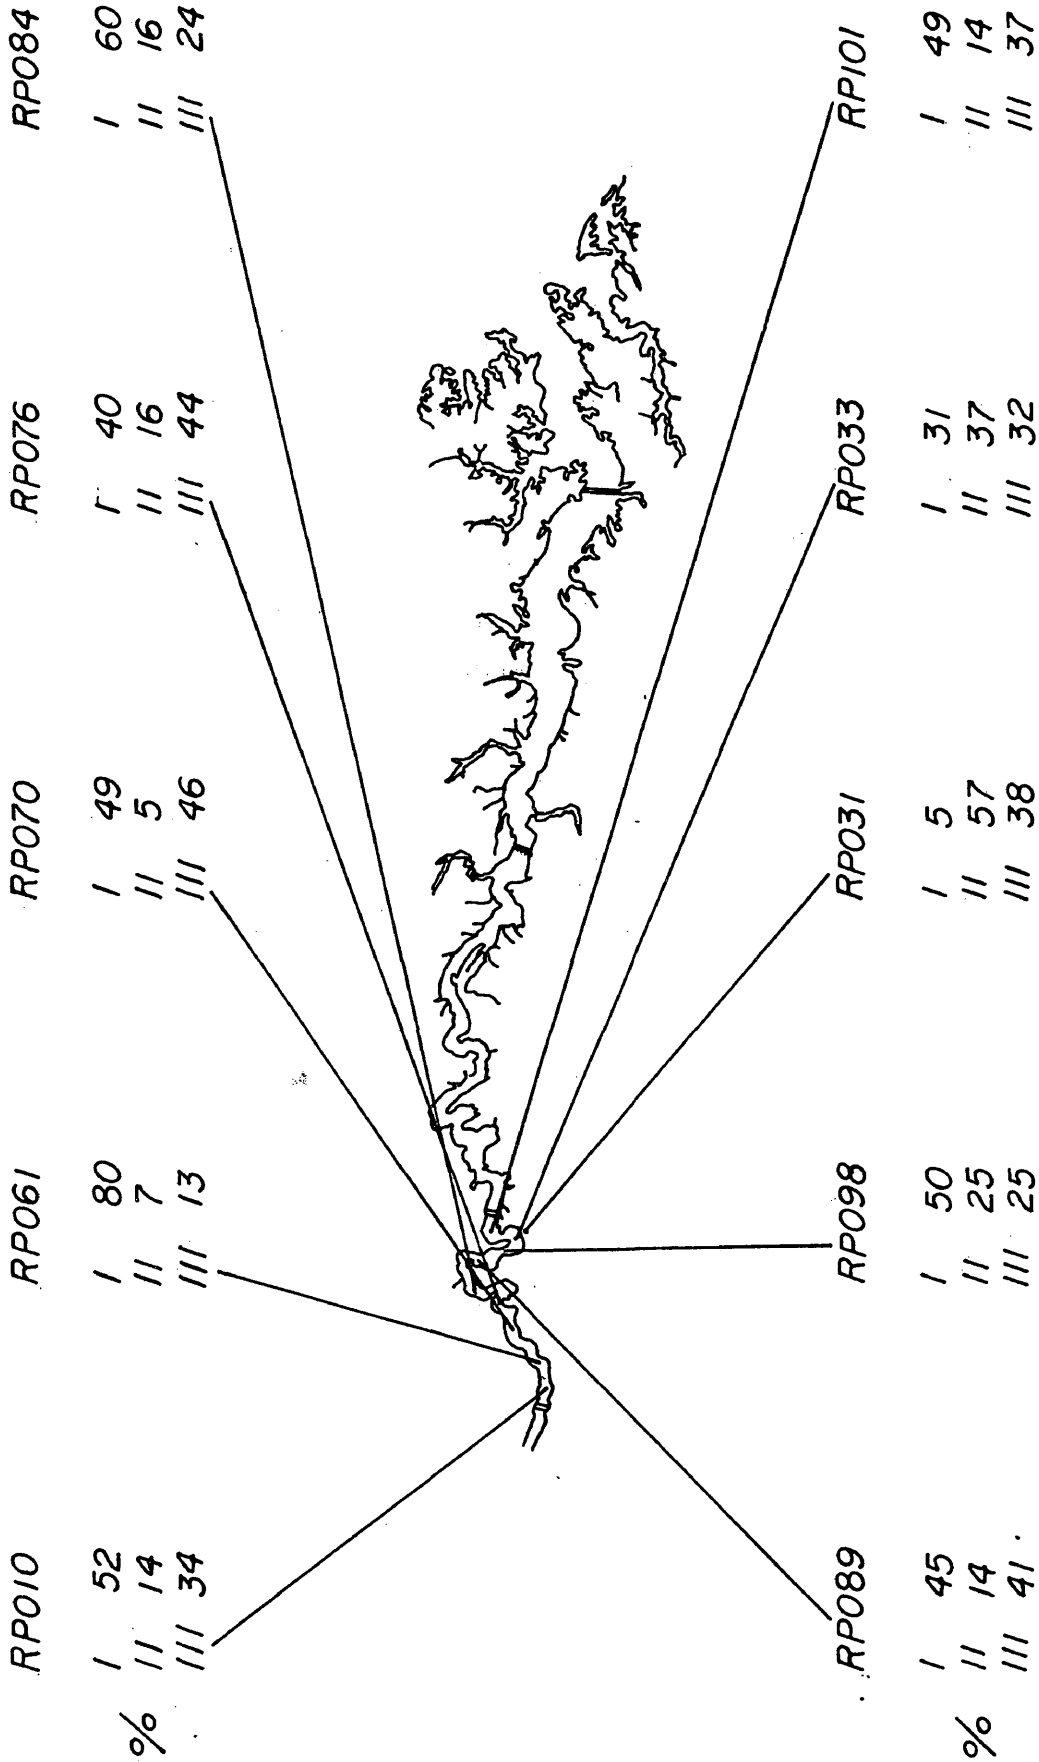 RP010 RP061 RP070 RP076 RP084
% I 52 I 80 I 49 I 40 I 60
II 14 II 7 II 5 II 16 II 16
III 34 III 13 III 46 III 44 III 24
RP089 RP098 RP031 RP033 RP101
% I 45 I 50 I 5 I 31 I 49
II 14 II 25 II 57 II 37 II 14
III 41 III 25 III 38 III 32 III 37